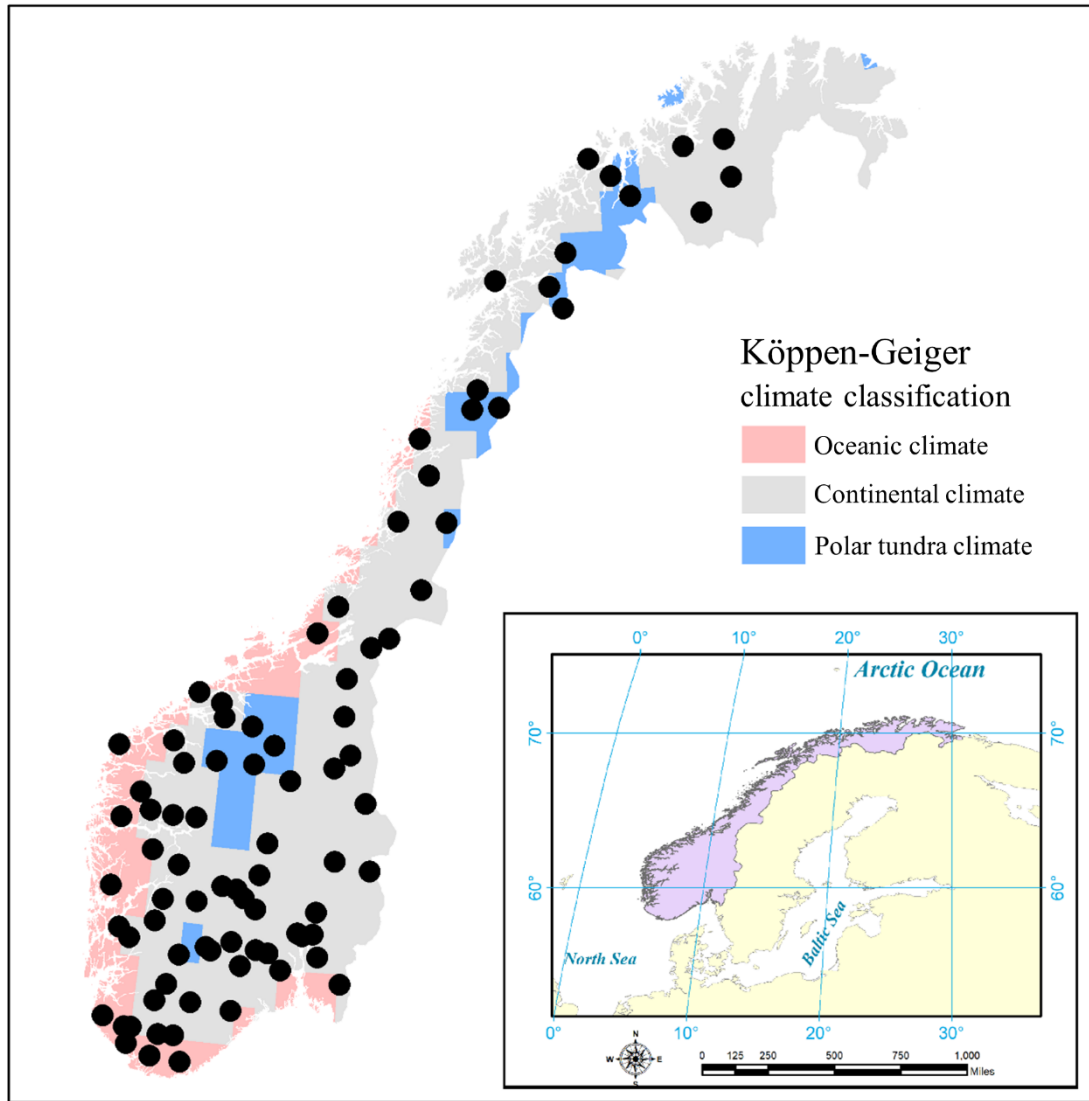 Köppen-Geiger
climate classification
Oceanic climate
Continental climate
Polar tundra climate
0° 10° 20° 30°
Arctic Ocean
70° 70°
60° 60°
North Sea
Baltic Sea
0° 10° 20° 30°
N
W E
S
0 125 250 500 750 1,000
Miles